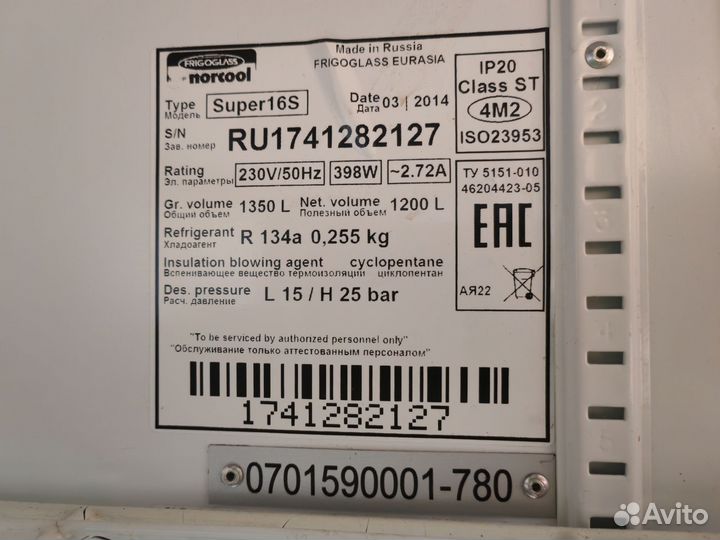 FRIGOGLASS
norcool
Made in Russia
FRIGOGLASS EURASIA
IP20
Class ST
4M2
ISO23953
Type Super16S
Модель
Date 03 2014
Дата
S/N RU1741282127
Зав. номер
Rating 230V/50Hz 398W ~2.72A
Эл. параметры
ТУ 5151-010
46204423-05
Gr. volume 1350 L Net. volume 1200 L
Общий объем Полезный объем
Refrigerant R 134a 0,255 kg
Хладоагент
EAC
Insulation blowing agent cyclopentane
Вспенивающее вещество термоизоляции циклопентан
Des. pressure L 15 / H 25 bar
Расч. давление
АЯ22
"To be serviced by authorized personnel only"
"Обслуживание только аттестованным персоналом"
1741282127
0701590001-780
Avito